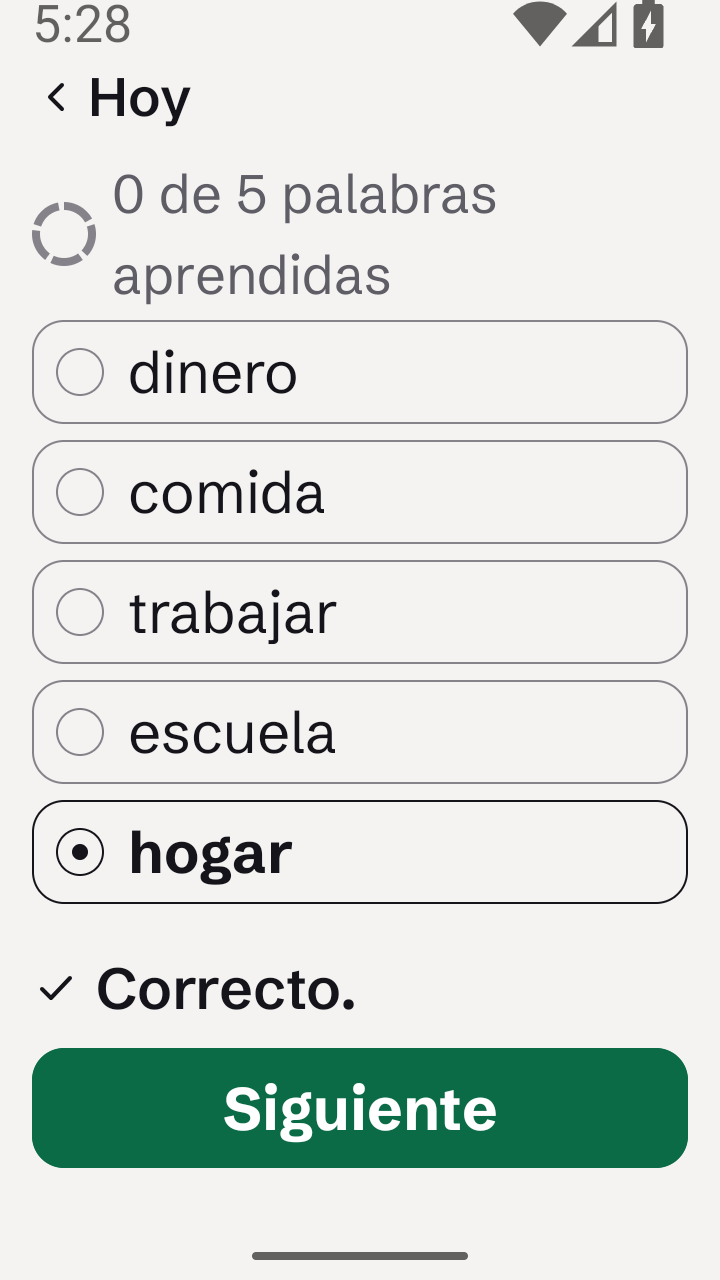 5:28
Hoy
0 de 5 palabras
aprendidas
dinero
comida
trabajar
escuela
hogar
Correcto.
Siguiente